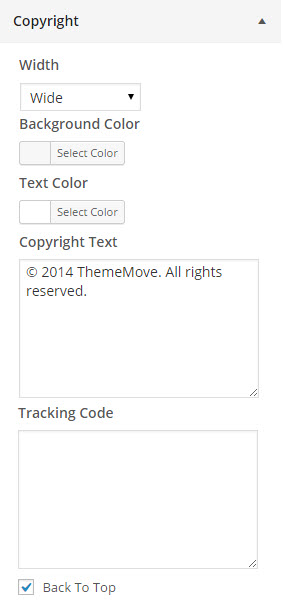 Copyright
Width
Wide
Background Color
Select Color
Text Color
Select Color
Copyright Text
© 2014 ThemeMove. All rights
reserved.
Tracking Code
Back To Top